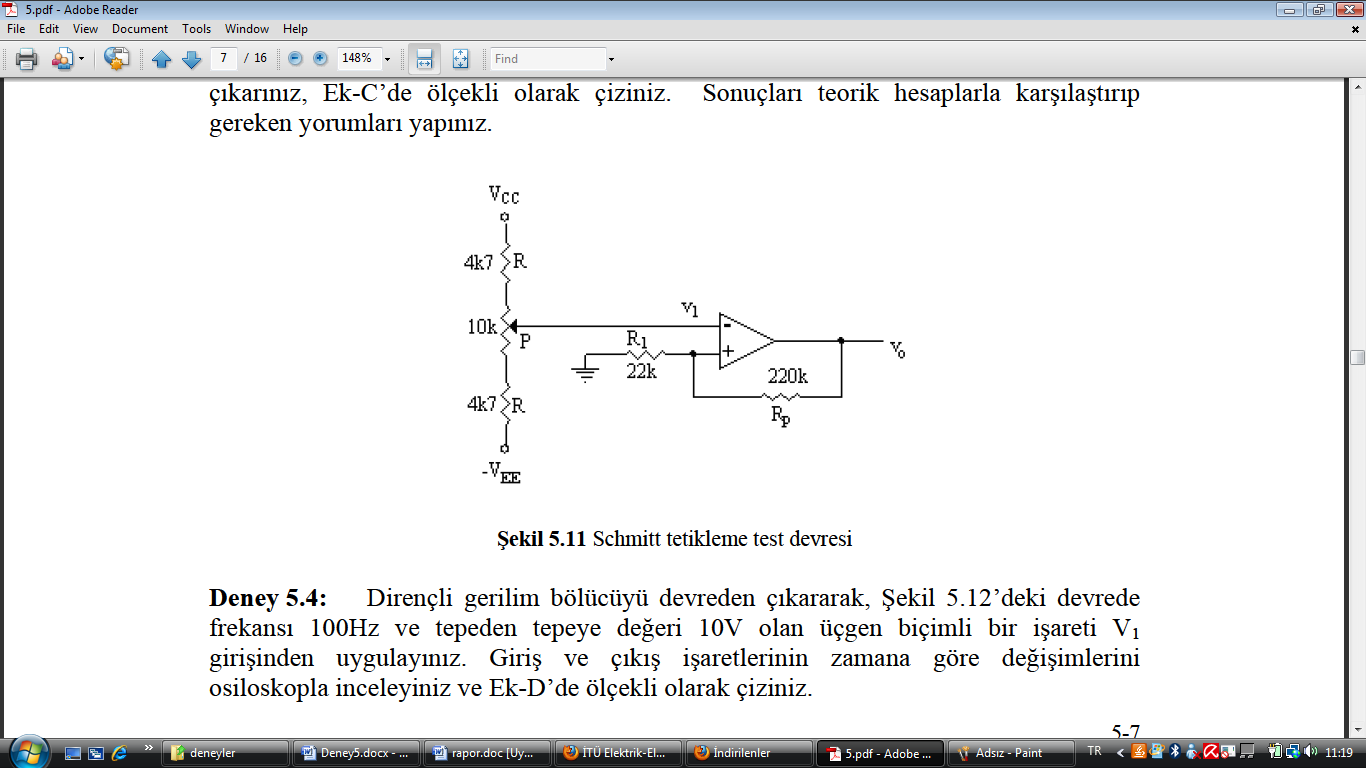 5.pdf - Adobe Reader
File Edit View Document Tools Window Help
7 / 16 148% Find
çıkarınız, Ek-C’de ölçekli olarak çiziniz. Sonuçları teorik hesaplarla karşılaştırıp
gereken yorumları yapınız.
VCC
4k7 R
10k P
V1
R1
22k
- +
220k
Rp
Vo
4k7 R
-VEE
Şekil 5.11 Schmitt tetikleme test devresi
Deney 5.4: Dirençli gerilim bölücüyü devreden çıkararak, Şekil 5.12’deki devrede
frekansı 100Hz ve tepeden tepeye değeri 10V olan üçgen biçimli bir işareti V1
girişinden uygulayınız. Giriş ve çıkış işaretlerinin zamana göre değişimlerini
osiloskopla inceleyiniz ve Ek-D’de ölçekli olarak çiziniz.
5-7
deneyler Deney5.docx - ... rapor.doc [Uy... İTÜ Elektrik-El... İndirilenler 5.pdf - Adobe ... Adsız - Paint TR 11:19